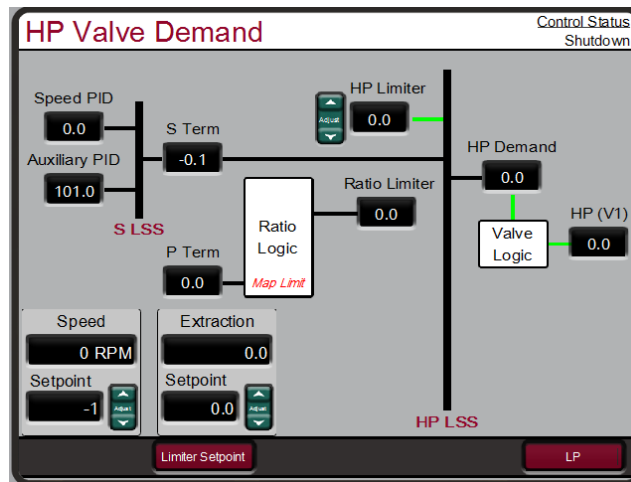 HP Valve Demand
Control Status
Shutdown
Speed PID
0.0
Auxiliary PID
101.0
S LSS
S Term
-0.1
HP Limiter
Adjust
0.0
Ratio Limiter
0.0
Ratio
Logic
Map Limit
P Term
0.0
HP Demand
0.0
Valve
Logic
HP (V1)
0.0
Speed
0 RPM
Setpoint
-1
Adjust
Extraction
0.0
Setpoint
0.0
Adjust
HP LSS
Limiter Setpoint
LP